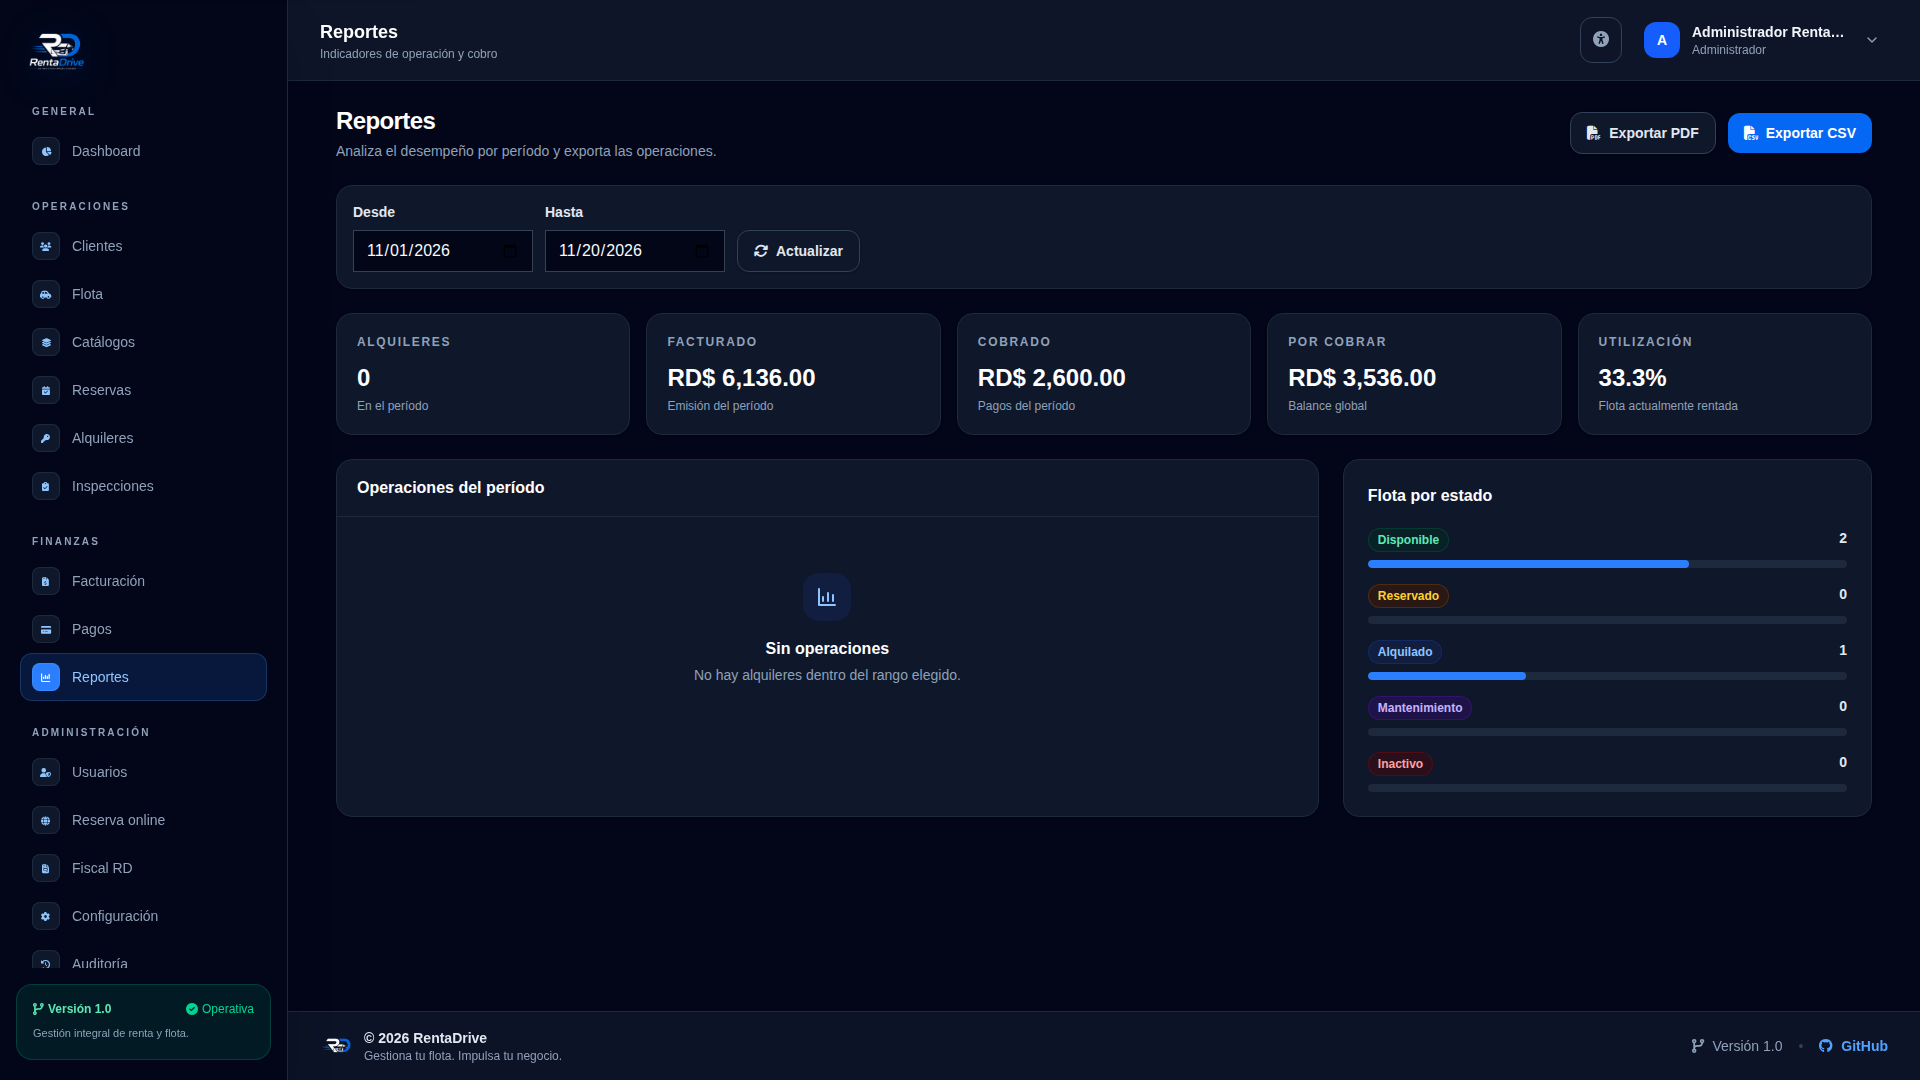 RentaDrive
GENERAL
Dashboard
OPERACIONES
Clientes
Flota
Catálogos
Reservas
Alquileres
Inspecciones
FINANZAS
Facturación
Pagos
Reportes
ADMINISTRACIÓN
Usuarios
Reserva online
Fiscal RD
Configuración
Auditoría
Versión 1.0
Operativa
Gestión integral de renta y flota.
Reportes
Indicadores de operación y cobro
A
Administrador Renta…
Administrador
Reportes
Analiza el desempeño por período y exporta las operaciones.
Exportar PDF
Exportar CSV
Desde
Hasta
11/01/2026
11/20/2026
Actualizar
ALQUILERES
0
En el período
FACTURADO
RD$ 6,136.00
Emisión del período
COBRADO
RD$ 2,600.00
Pagos del período
POR COBRAR
RD$ 3,536.00
Balance global
UTILIZACIÓN
33.3%
Flota actualmente rentada
Operaciones del período
Sin operaciones
No hay alquileres dentro del rango elegido.
Flota por estado
Disponible 2
Reservado 0
Alquilado 1
Mantenimiento 0
Inactivo 0
© 2026 RentaDrive
Gestiona tu flota. Impulsa tu negocio.
Versión 1.0 • GitHub